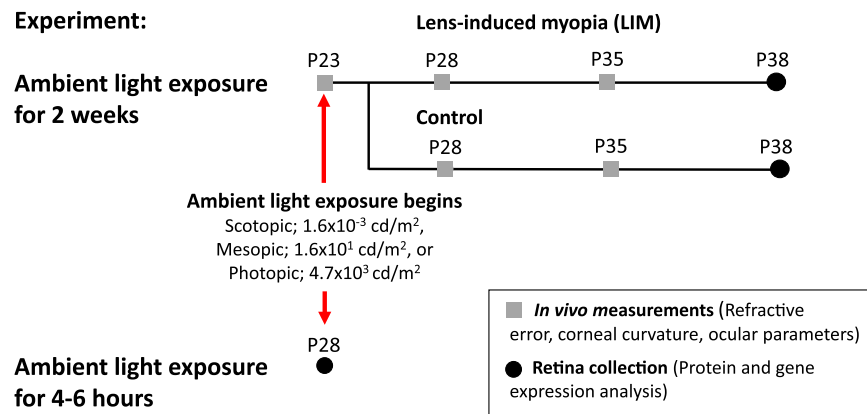 Experiment:
Lens-induced myopia (LIM)
P23 P28 P35 P38
Ambient light exposure
for 2 weeks
Control
P28 P35 P38
Ambient light exposure begins
Scotopic; 1.6x10⁻³ cd/m²,
Mesopic; 1.6x10¹ cd/m², or
Photopic; 4.7x10³ cd/m²
In vivo measurements (Refractive
error, corneal curvature, ocular parameters)
Retina collection (Protein and gene
expression analysis)
P28
Ambient light exposure
for 4-6 hours